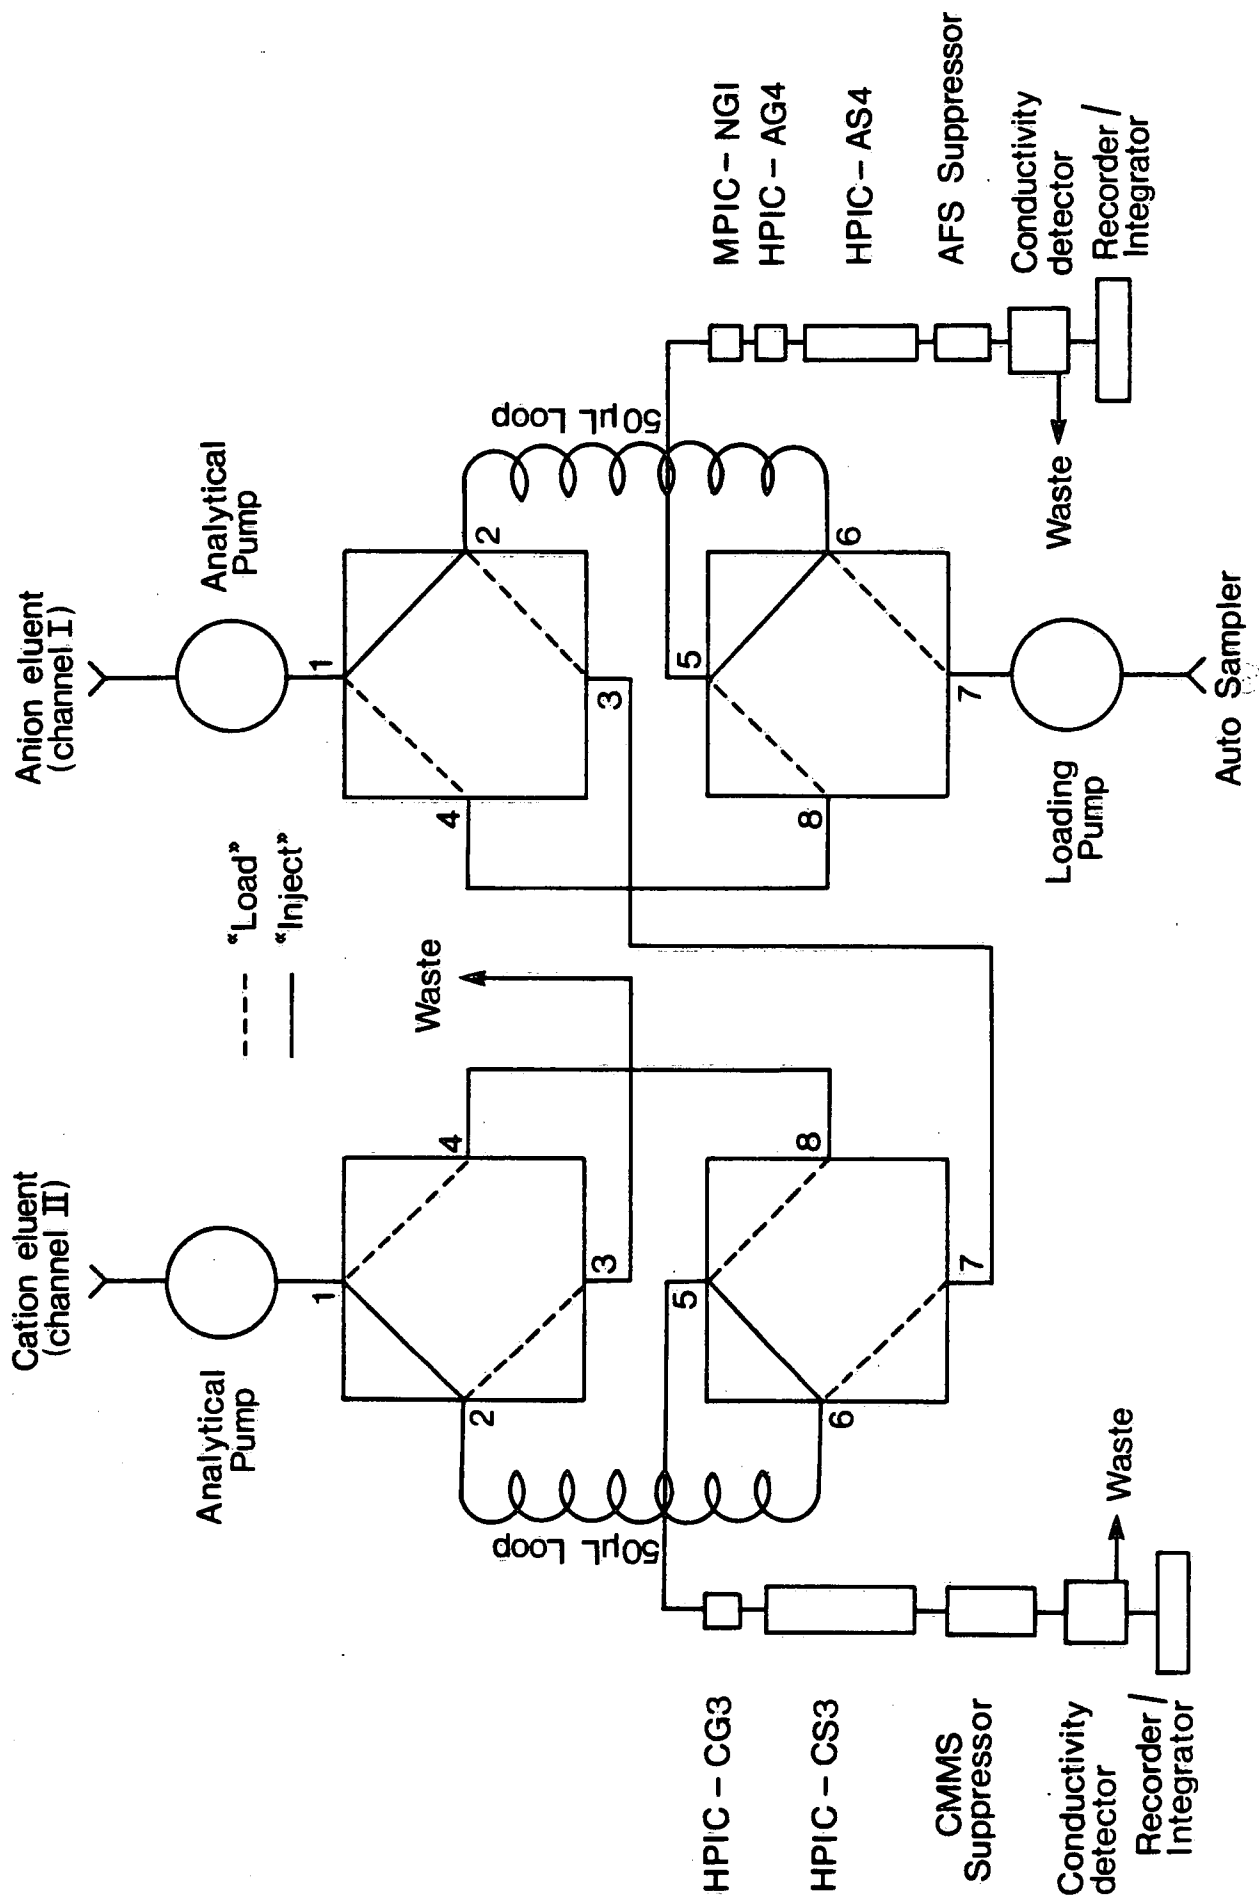 Cation eluent
(channel II)
Anion eluent
(channel I)
Analytical
Pump
Analytical
Pump
"Load"
"Inject"
1
2
3
4
1
2
3
4
Waste
50µL Loop
50µL Loop
5
6
7
8
5
6
7
8
HPIC-CG3
HPIC-CS3
CMMS
Suppressor
Conductivity
detector
Recorder/
Integrator
Waste
Loading
Pump
Auto Sampler
Waste
MPIC-NGI
HPIC-AG4
HPIC-AS4
AFS Suppressor
Conductivity
detector
Recorder/
Integrator